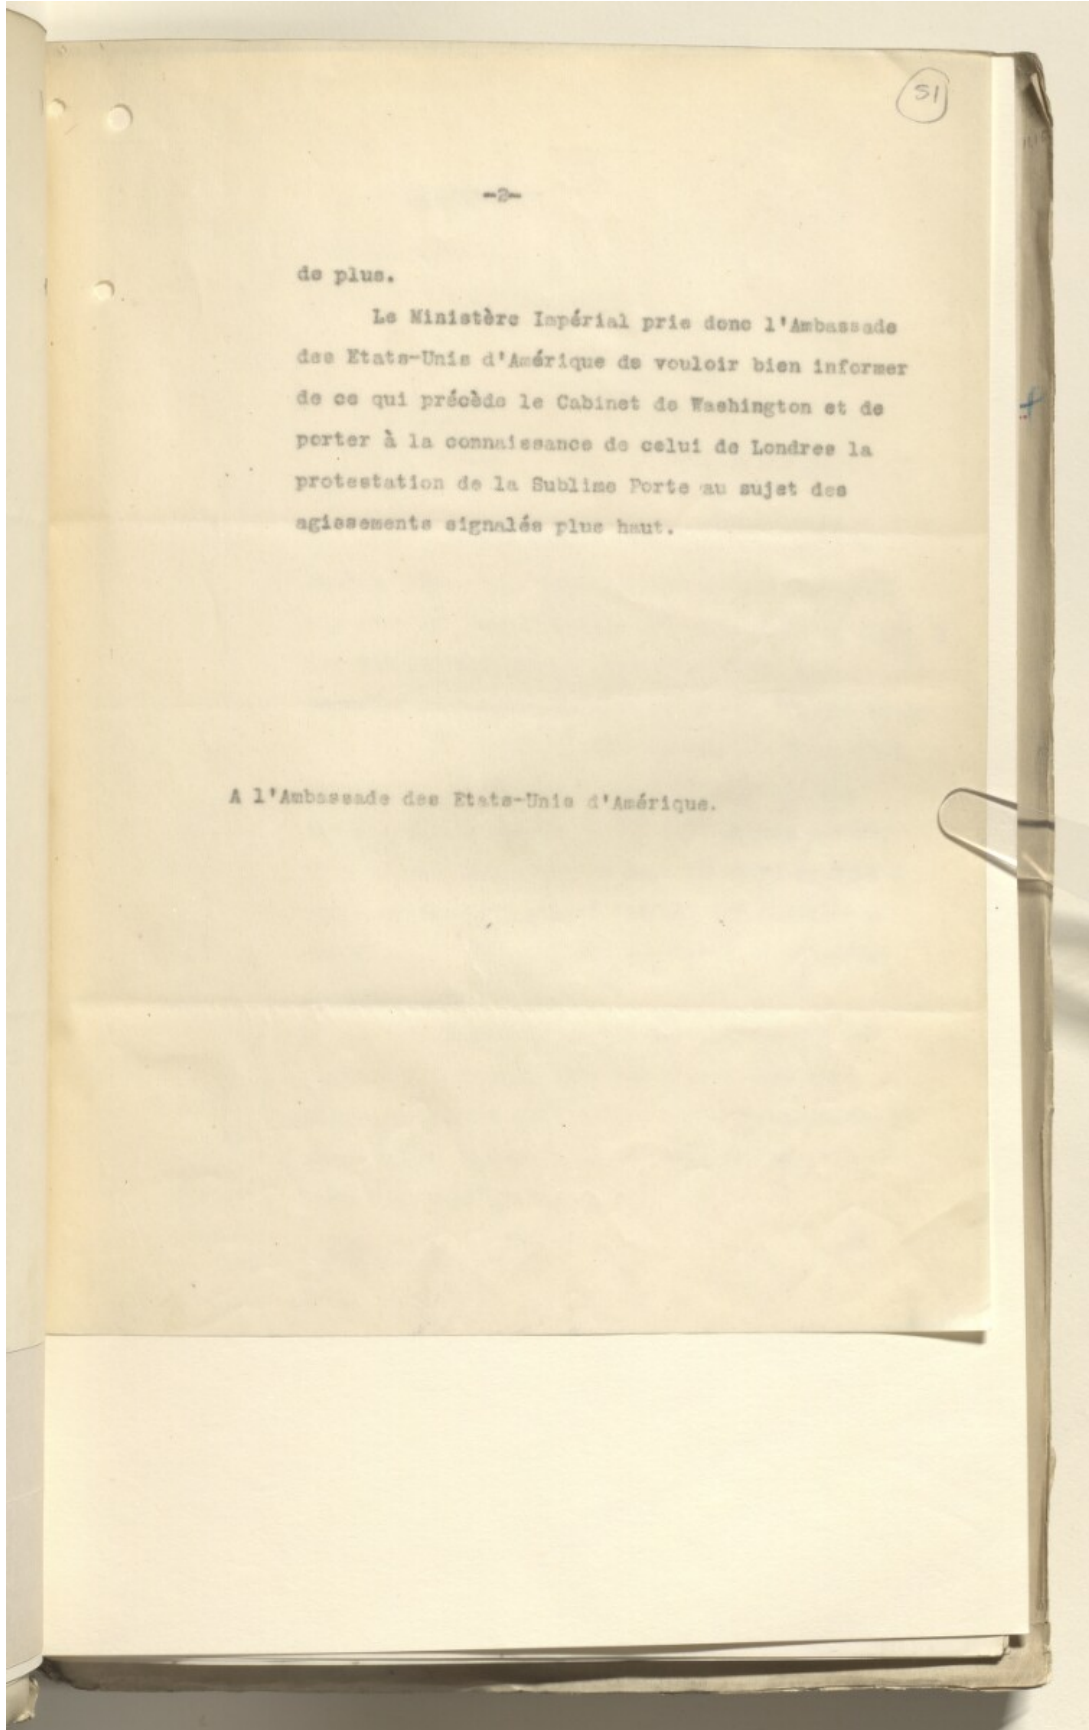 51
-2-
de plus.
Le Ministère Impérial prie donc l'Ambassade
des Etats-Unis d'Amérique de vouloir bien informer
de ce qui précède le Cabinet de Washington et de
porter à la connaissance de celui de Londres la
protestation de la Sublime Porte au sujet des
agissements signalés plus haut.
A l'Ambassade des Etats-Unis d'Amérique.